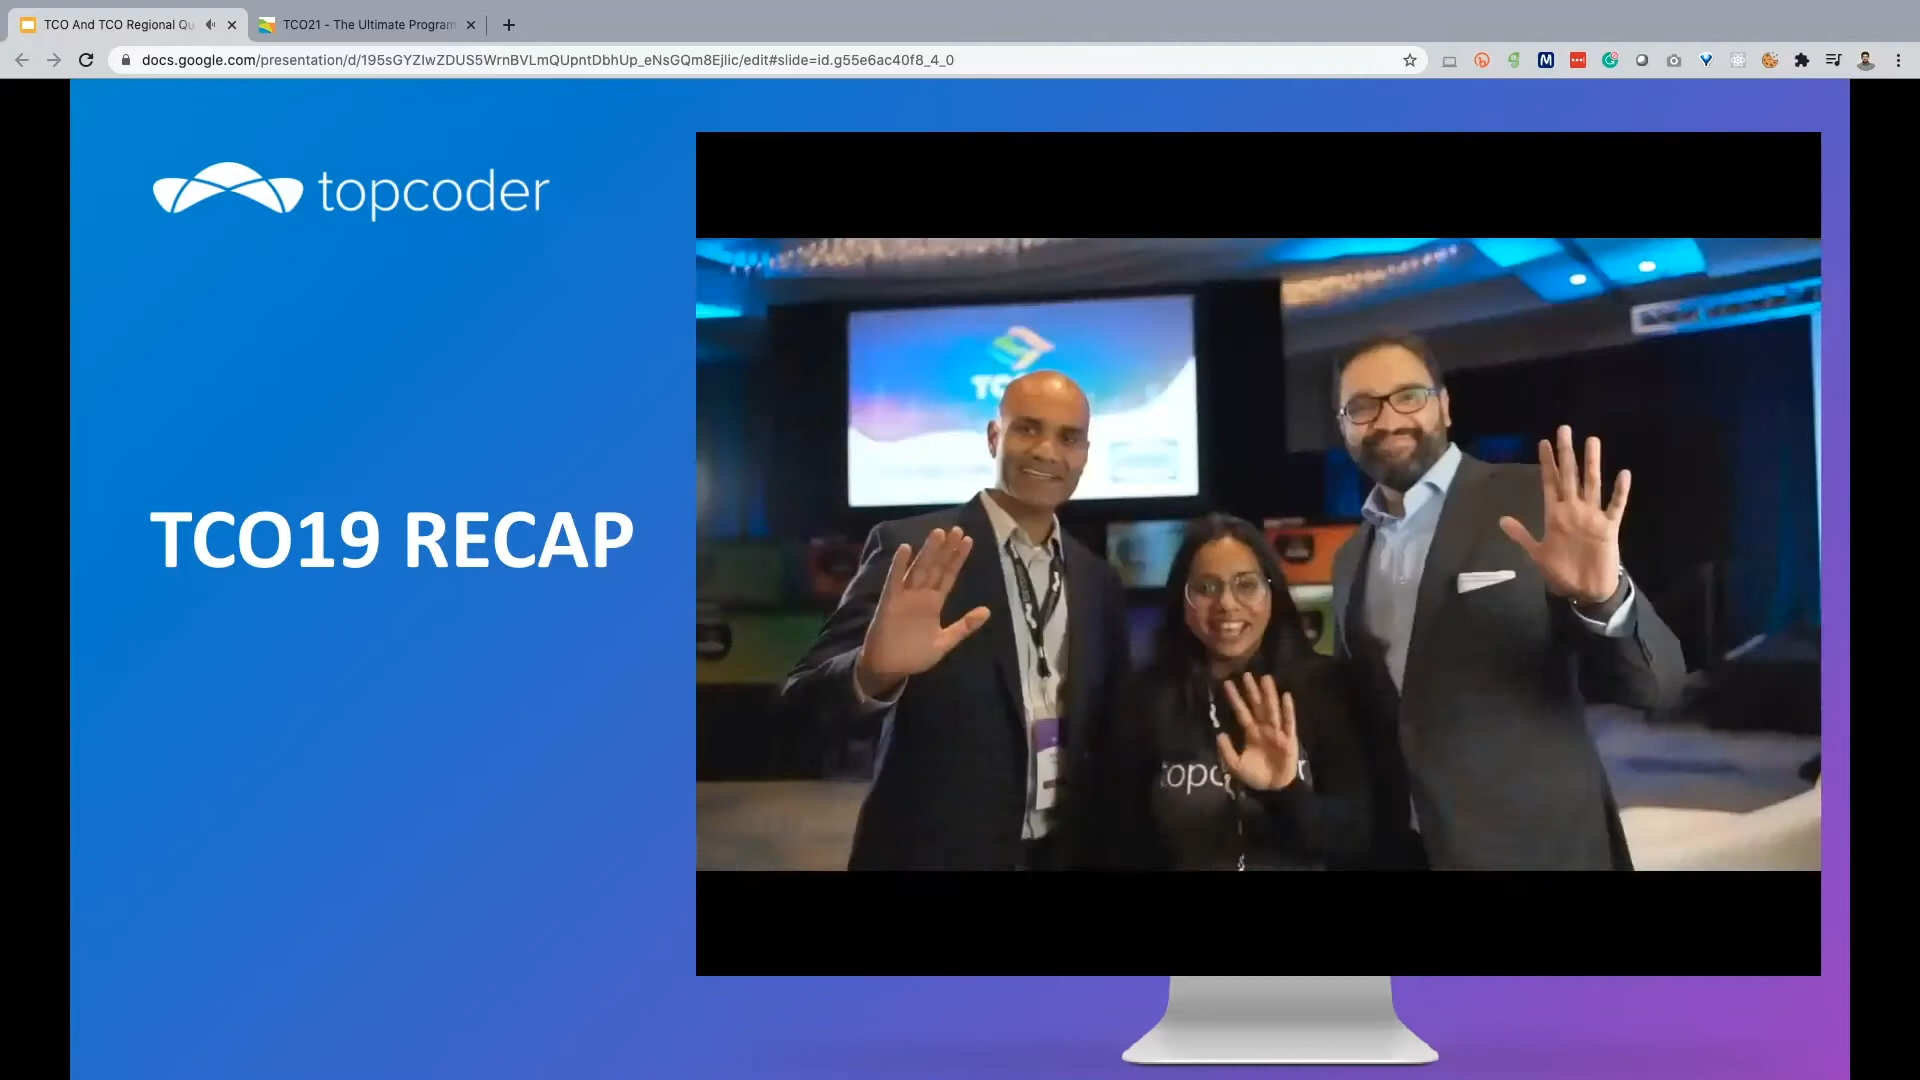 TCO And TCO Regional Qu
TCO21 - The Ultimate Program
docs.google.com/presentation/d/195sGYZIwZDUS5WrnBVLmQUpntDbhUp_eNsGQm8Ejlic/edit#slide=id.g55e6ac40f8_4_0
topcoder
TCO19 RECAP